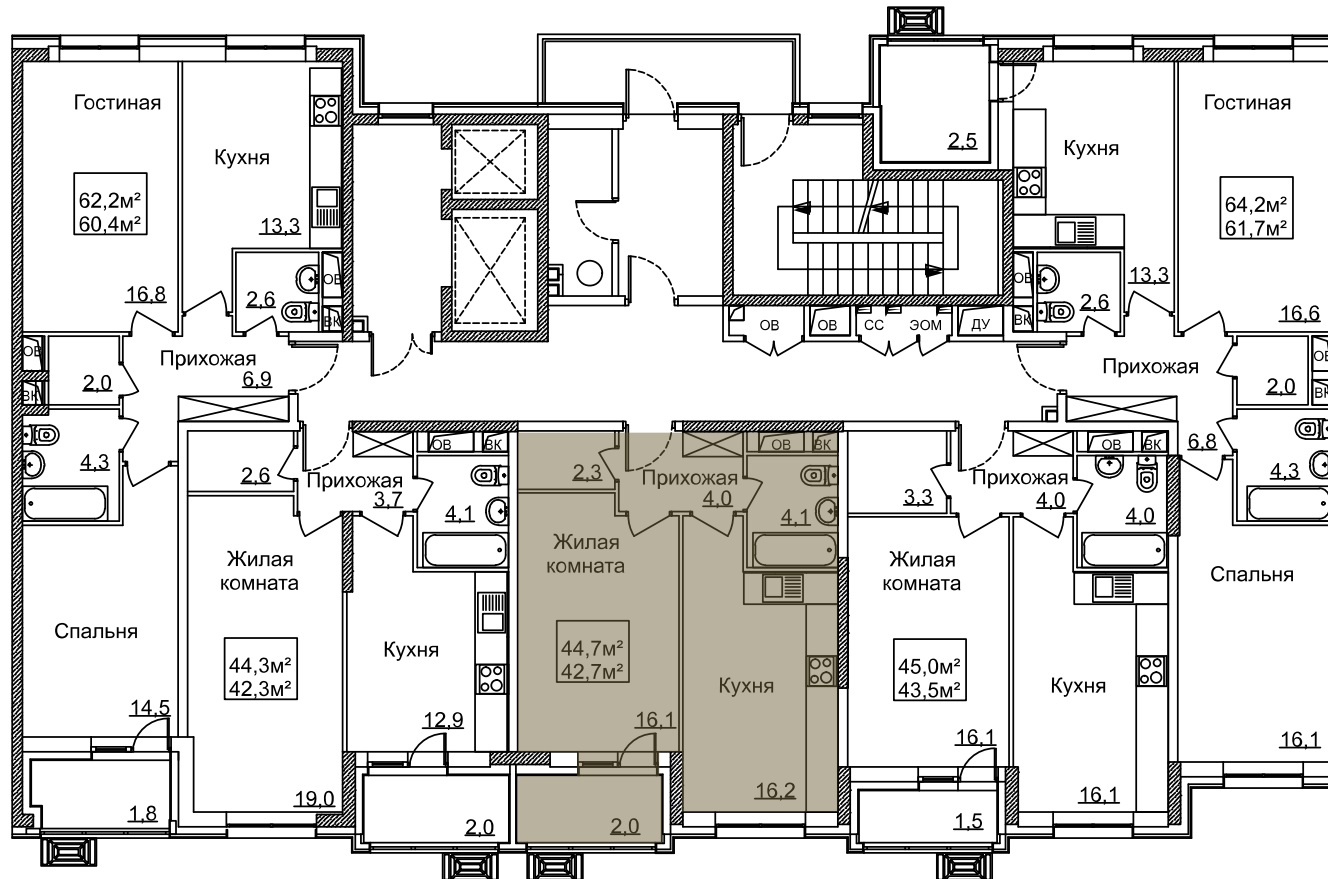 Гостиная
Кухня
62,2м²
60,4м²
13,3
16,8
2,6
ОВ
ВК
Прихожая
6,9
ОВ
ВК
2,0
4,3
Спальня
14,5
1,8
2,6
Прихожая
3,7
ОВ
ВК
4,1
Жилая
комната
44,3м²
42,3м²
Кухня
12,9
19,0
2,0
2,3
Прихожая
4,0
ОВ
ВК
4,1
Жилая
комната
44,7м²
42,7м²
Кухня
16,1
16,2
2,0
ОВ
ОВ
СС
ЭОМ
ДУ
3,3
Прихожая
4,0
ОВ
ВК
4,0
Жилая
комната
45,0м²
43,5м²
Кухня
16,1
16,1
1,5
2,5
Кухня
Гостиная
64,2м²
61,7м²
13,3
16,6
2,6
ОВ
ВК
Прихожая
6,8
2,0
ОВ
ВК
4,3
Спальня
16,1